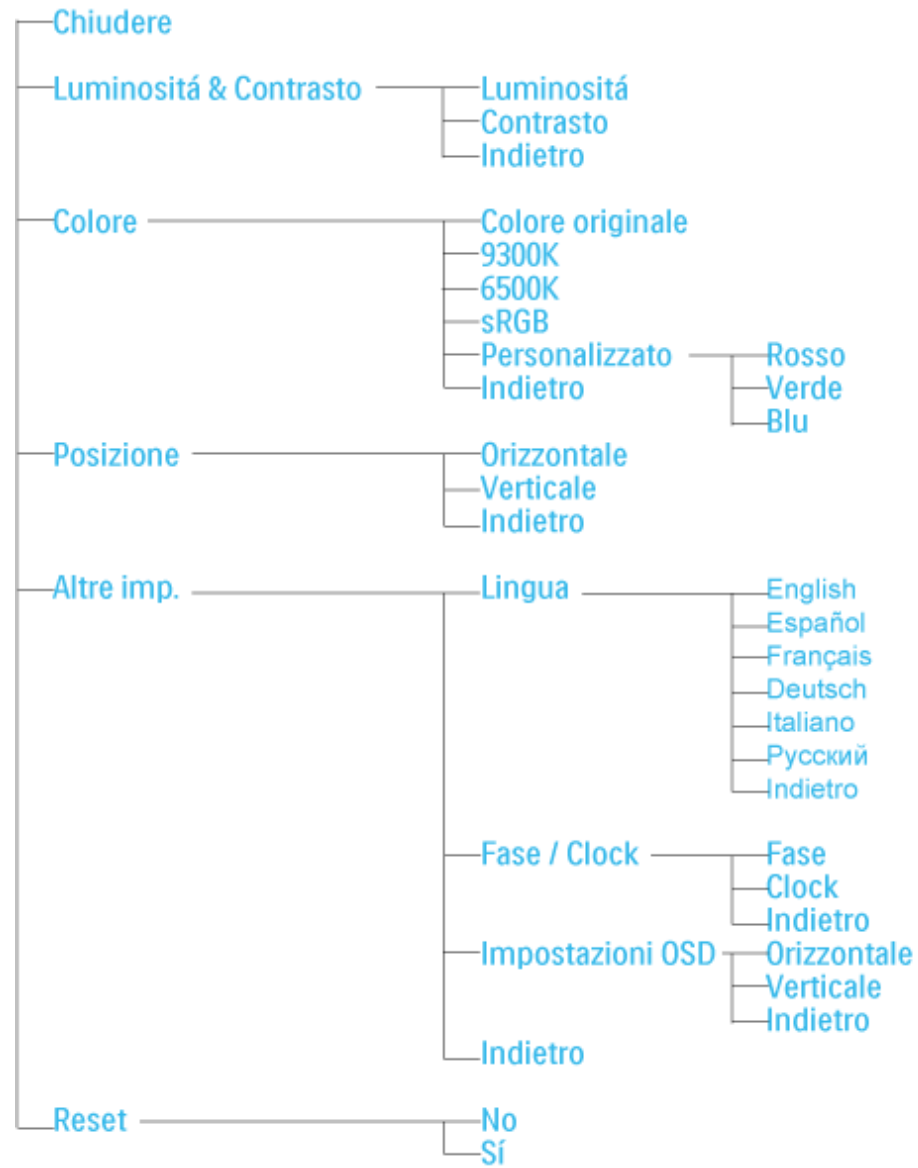 Chiudere
Luminositá & Contrasto Luminositá
Contrasto
Indietro
Colore Colore originale
9300K
6500K
sRGB
Personalizzato Rosso
Indietro Verde
Blu
Posizione Orizzontale
Verticale
Indietro
Altre imp. Lingua English
Español
Français
Deutsch
Italiano
Русский
Indietro
Fase / Clock Fase
Clock
Indietro
Impostazioni OSD Orizzontale
Verticale
Indietro
Indietro
Reset No
Sí